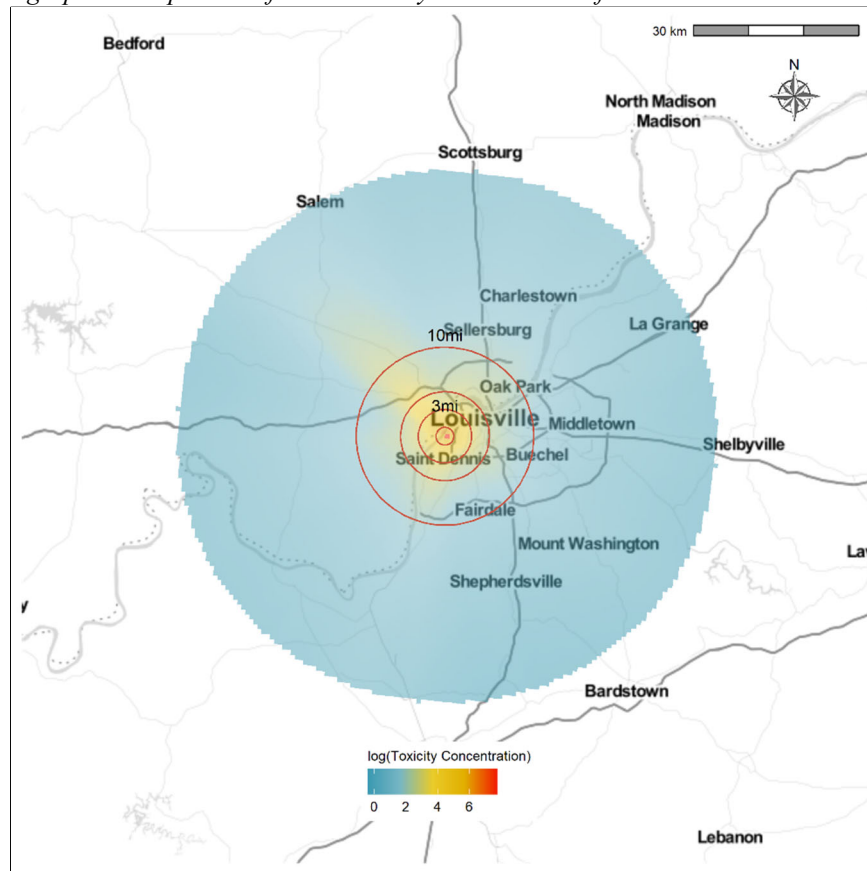 Bedford
30 km
N
North Madison
Madison
Scottsburg
Salem
Charlestown
La Grange
Sellersburg
10mi
Oak Park
3mi
Louisville
Middletown
Shelbyville
Saint Dennis
Buechel
Fairdale
Mount Washington
Shepherdsville
Bardstown
log(Toxicity Concentration)
0 2 4 6
Lebanon